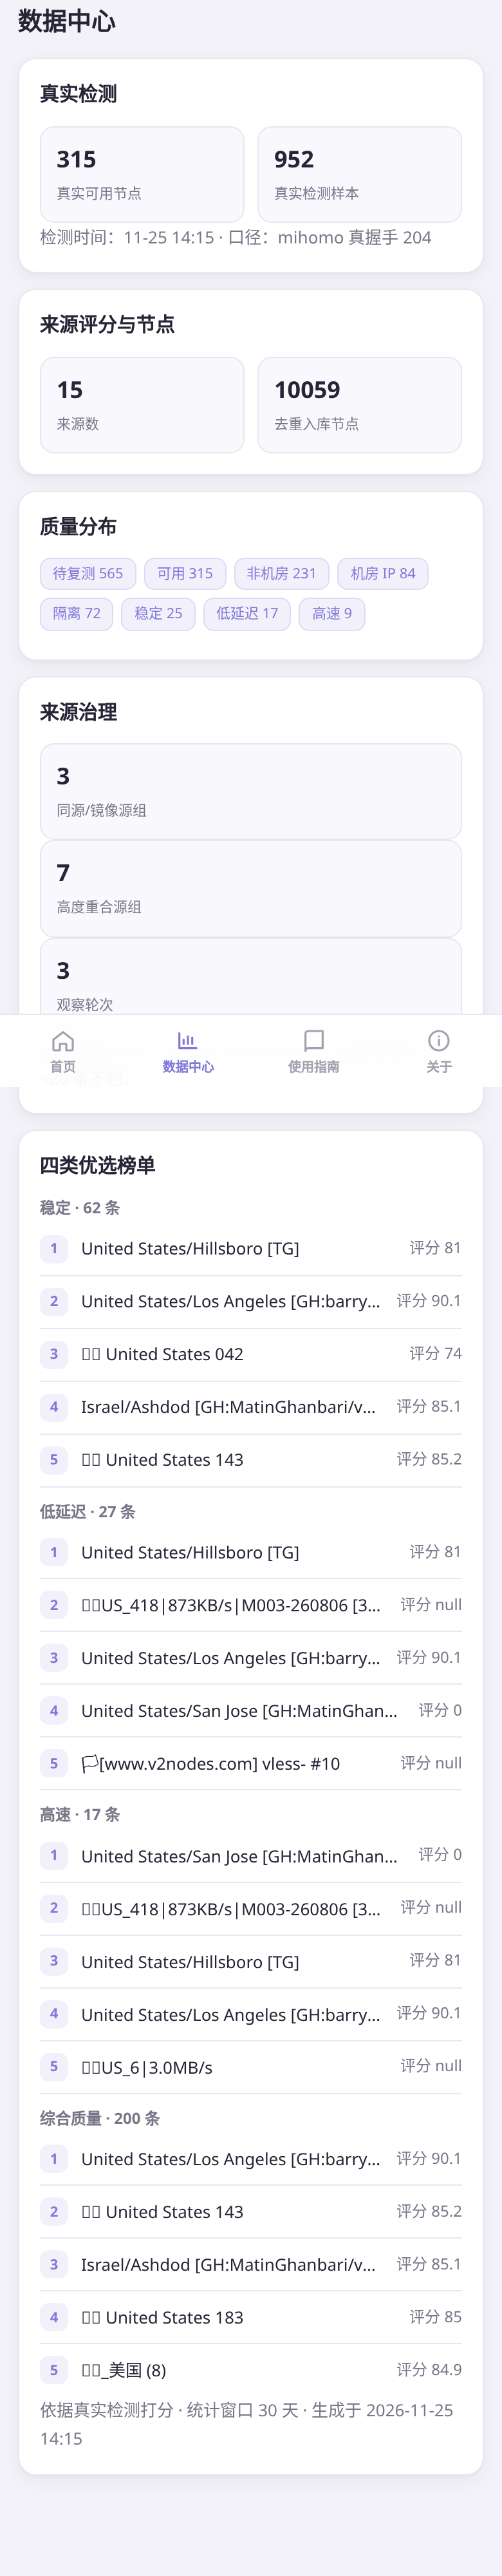 数据中心
真实检测
315
真实可用节点
952
真实检测样本
检测时间：11-25 14:15 · 口径：mihomo 真握手 204
来源评分与节点
15
来源数
10059
去重入库节点
质量分布
待复测 565
可用 315
非机房 231
机房 IP 84
隔离 72
稳定 25
低延迟 17
高速 9
来源治理
3
同源/镜像源组
7
高度重合源组
3
观察轮次
首页
数据中心
使用指南
关于
四类优选榜单
稳定 · 62 条
1 United States/Hillsboro [TG] 评分 81
2 United States/Los Angeles [GH:barry... 评分 90.1
3 United States 042 评分 74
4 Israel/Ashdod [GH:MatinGhanbari/v... 评分 85.1
5 United States 143 评分 85.2
低延迟 · 27 条
1 United States/Hillsboro [TG] 评分 81
2 US_418|873KB/s|M003-260806 [3... 评分 null
3 United States/Los Angeles [GH:barry... 评分 90.1
4 United States/San Jose [GH:MatinGhan... 评分 0
5 [www.v2nodes.com] vless- #10 评分 null
高速 · 17 条
1 United States/San Jose [GH:MatinGhan... 评分 0
2 US_418|873KB/s|M003-260806 [3... 评分 null
3 United States/Hillsboro [TG] 评分 81
4 United States/Los Angeles [GH:barry... 评分 90.1
5 US_6|3.0MB/s 评分 null
综合质量 · 200 条
1 United States/Los Angeles [GH:barry... 评分 90.1
2 United States 143 评分 85.2
3 Israel/Ashdod [GH:MatinGhanbari/v... 评分 85.1
4 United States 183 评分 85
5 _美国 (8) 评分 84.9
依据真实检测打分 · 统计窗口 30 天 · 生成于 2026-11-25
14:15